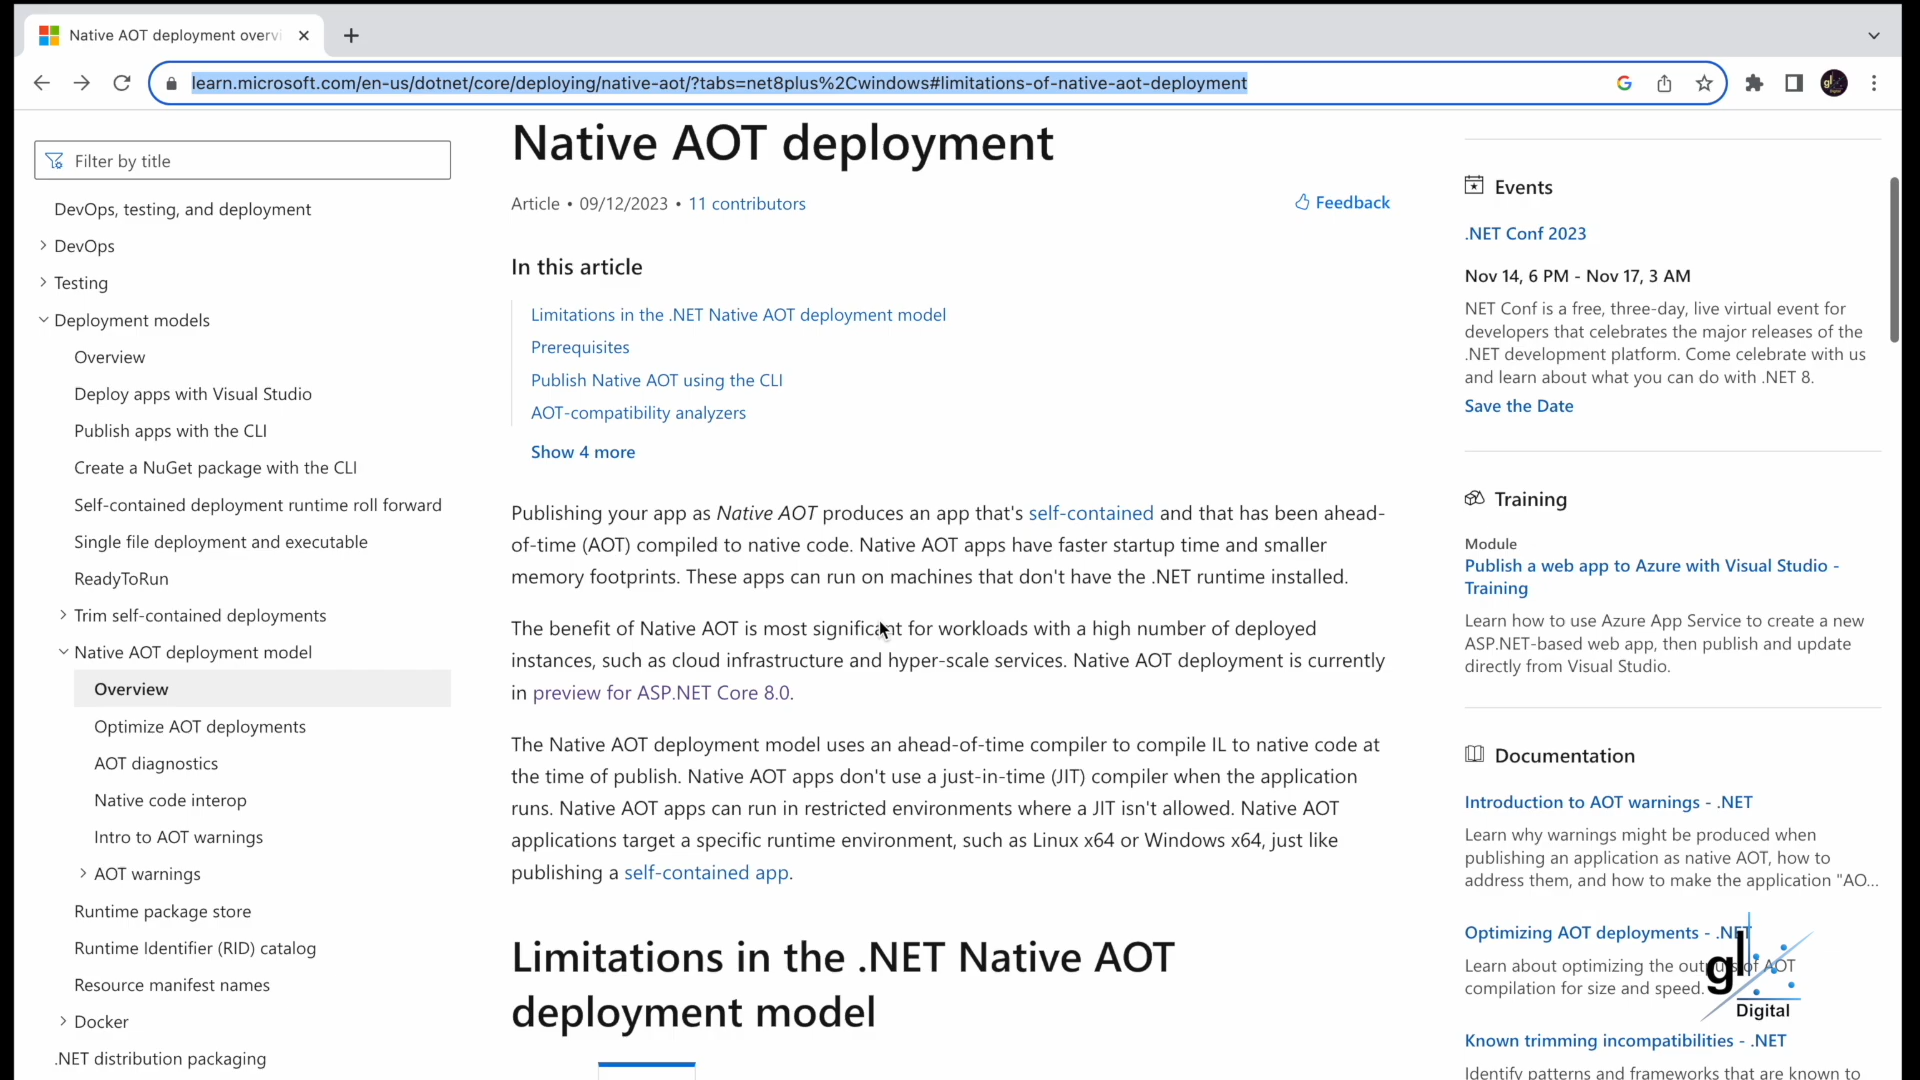 Native AOT deployment overvi
learn.microsoft.com/en-us/dotnet/core/deploying/native-aot/?tabs=net8plus%2Cwindows#limitations-of-native-aot-deployment
Filter by title
DevOps, testing, and deployment
DevOps
Testing
Deployment models
Overview
Deploy apps with Visual Studio
Publish apps with the CLI
Create a NuGet package with the CLI
Self-contained deployment runtime roll forward
Single file deployment and executable
ReadyToRun
Trim self-contained deployments
Native AOT deployment model
Overview
Optimize AOT deployments
AOT diagnostics
Native code interop
Intro to AOT warnings
AOT warnings
Runtime package store
Runtime Identifier (RID) catalog
Resource manifest names
Docker
.NET distribution packaging
Native AOT deployment
Article • 09/12/2023 • 11 contributors
Feedback
In this article
Limitations in the .NET Native AOT deployment model
Prerequisites
Publish Native AOT using the CLI
AOT-compatibility analyzers
Show 4 more
Publishing your app as Native AOT produces an app that's self-contained and that has been ahead-
of-time (AOT) compiled to native code. Native AOT apps have faster startup time and smaller
memory footprints. These apps can run on machines that don't have the .NET runtime installed.
The benefit of Native AOT is most significant for workloads with a high number of deployed
instances, such as cloud infrastructure and hyper-scale services. Native AOT deployment is currently
in preview for ASP.NET Core 8.0.
The Native AOT deployment model uses an ahead-of-time compiler to compile IL to native code at
the time of publish. Native AOT apps don't use a just-in-time (JIT) compiler when the application
runs. Native AOT apps can run in restricted environments where a JIT isn't allowed. Native AOT
applications target a specific runtime environment, such as Linux x64 or Windows x64, just like
publishing a self-contained app.
Limitations in the .NET Native AOT
deployment model
Events
.NET Conf 2023
Nov 14, 6 PM - Nov 17, 3 AM
NET Conf is a free, three-day, live virtual event for
developers that celebrates the major releases of the
.NET development platform. Come celebrate with us
and learn about what you can do with .NET 8.
Save the Date
Training
Module
Publish a web app to Azure with Visual Studio -
Training
Learn how to use Azure App Service to create a new
ASP.NET-based web app, then publish and update
directly from Visual Studio.
Documentation
Introduction to AOT warnings - .NET
Learn why warnings might be produced when
publishing an application as native AOT, how to
address them, and how to make the application "AO...
Optimizing AOT deployments - .NET
Learn about optimizing the outputs of AOT
compilation for size and speed.
gl
Digital
Known trimming incompatibilities - .NET
Identify patterns and frameworks that are known to